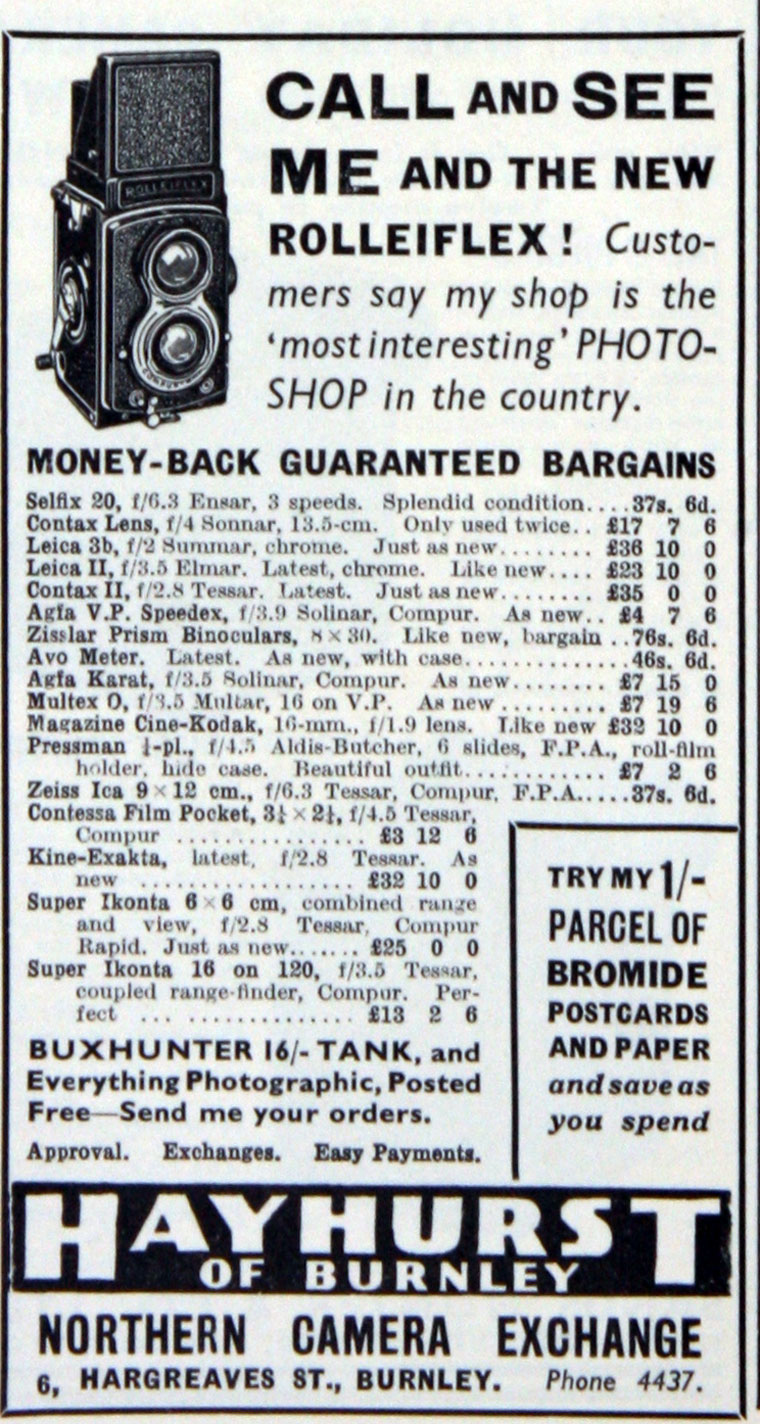 ROLLEIFLEX
CALL AND SEE
ME AND THE NEW
ROLLEIFLEX! Custo-
mers say my shop is the
'most interesting' PHOTO-
SHOP in the country.
MONEY-BACK GUARANTEED BARGAINS
Selfix 20, f/6.3 Ensar, 3 speeds. Splendid condition....37s. 6d.
Contax Lens, f/4 Sonnar, 13.5-cm. Only used twice.. £17 7 6
Leica 3b, f/2 Summar, chrome. Just as new........ £36 10 0
Leica II, f/3.5 Elmar. Latest, chrome. Like new.... £23 10 0
Contax II, f/2.8 Tessar. Latest. Just as new........ £35 0 0
Agfa V.P. Speedex, f/3.9 Solinar, Compur. As new.. £4 7 6
Zisslar Prism Binoculars, 8 × 30. Like new, bargain ..76s. 6d.
Avo Meter. Latest. As new, with case...............46s. 6d.
Agfa Karat, f/3.5 Solinar, Compur. As new........ £7 15 0
Multex O, f/3.5 Multar, 16 on V.P. As new ......... £7 19 6
Magazine Cine-Kodak, 16-mm., f/1.9 lens. Like new £32 10 0
Pressman ¼-pl., f/4.5 Aldis-Butcher, 6 slides, F.P.A., roll-film
holder, hide case. Beautiful outfit............ £7 2 6
Zeiss Ica 9 × 12 cm., f/6.3 Tessar, Compur, F.P.A.....37s. 6d.
Contessa Film Pocket, 3¼ × 2¼, f/4.5 Tessar,
Compur ................ £3 12 6
Kine-Exakta, latest, f/2.8 Tessar. As
new .................. £32 10 0
Super Ikonta 6 × 6 cm, combined range
and view, f/2.8 Tessar, Compur
Rapid. Just as new....... £25 0 0
Super Ikonta 16 on 120, f/3.5 Tessar,
coupled range-finder, Compur. Per-
fect ... .............. £13 2 6
BUXHUNTER 16/- TANK, and
Everything Photographic, Posted
Free—Send me your orders.
Approval. Exchanges. Easy Payments.
TRY MY 1/-
PARCEL OF
BROMIDE
POSTCARDS
AND PAPER
and save as
you spend
HAYHURST
OF BURNLEY
NORTHERN CAMERA EXCHANGE
6, HARGREAVES ST., BURNLEY. Phone 4437.